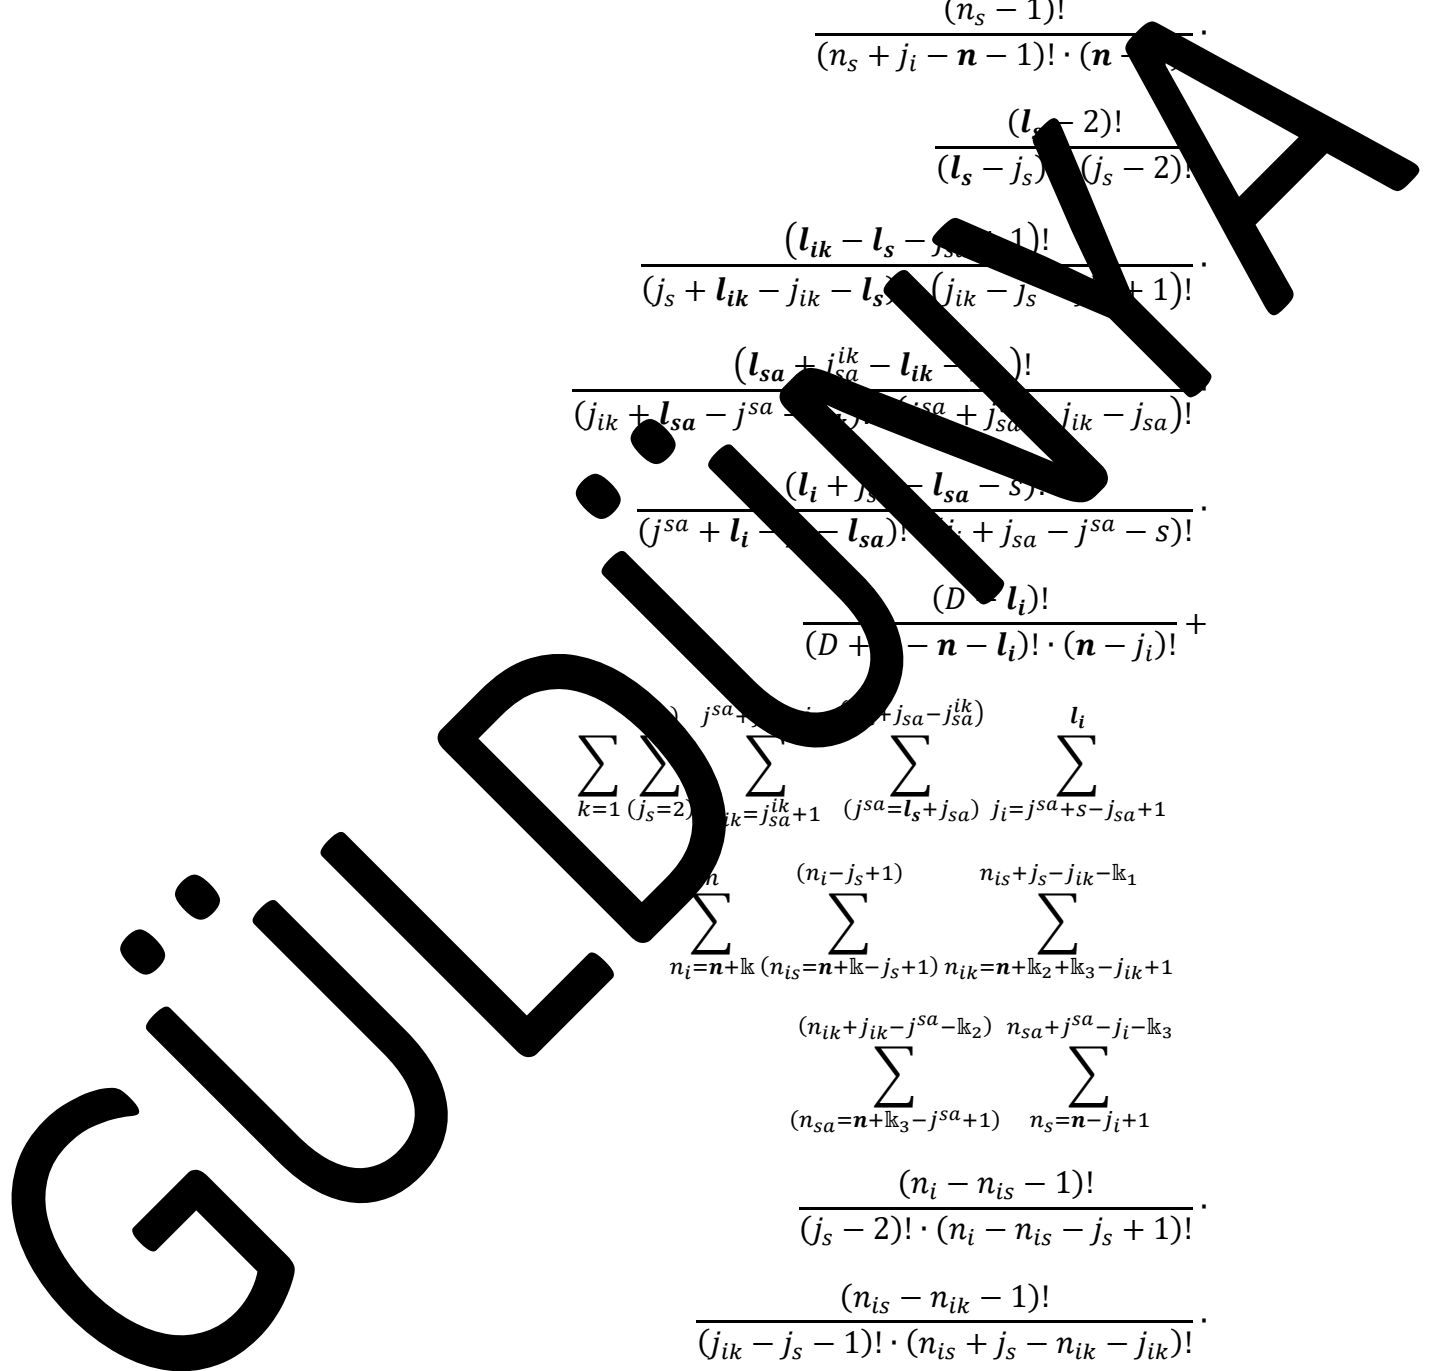 (n_s − 1)!
(n_s + j_i − n − 1)! · (n −
(l_s − 2)!
(l_s − j_s) (j_s − 2)!
(l_ik − l_s − 1)!
(j_s + l_ik − j_ik − l_s) (j_ik − j_s + 1)!
(l_sa + j_sa^ik − l_ik − )!
(j_ik + l_sa − j^sa − (j^sa + j_sa j_ik − j_sa)!
(l_i + − l_sa − s)!
(j^sa + l_i − − l_sa)! + j_sa − j^sa − s)!
(D − l_i)!
(D + − n − l_i)! · (n − j_i)! +
j^sa+ +j_sa−j_sa^ik) l_i
∑ ∑ ∑ ∑ ∑
k=1 (j_s=2) ik=j_sa^ik+1 (j^sa=l_s+j_sa) j_i=j^sa+s−j_sa+1
n (n_i−j_s+1) n_is+j_s−j_ik−𝕜_1
∑ ∑ ∑
n_i=n+𝕜 (n_is=n+𝕜−j_s+1) n_ik=n+𝕜_2+𝕜_3−j_ik+1
(n_ik+j_ik−j^sa−𝕜_2) n_sa+j^sa−j_i−𝕜_3
∑ ∑
(n_sa=n+𝕜_3−j^sa+1) n_s=n−j_i+1
(n_i − n_is − 1)!
(j_s − 2)! · (n_i − n_is − j_s + 1)! ·
(n_is − n_ik − 1)!
(j_ik − j_s − 1)! · (n_is + j_s − n_ik − j_ik)! ·
GÜLDÜNYA